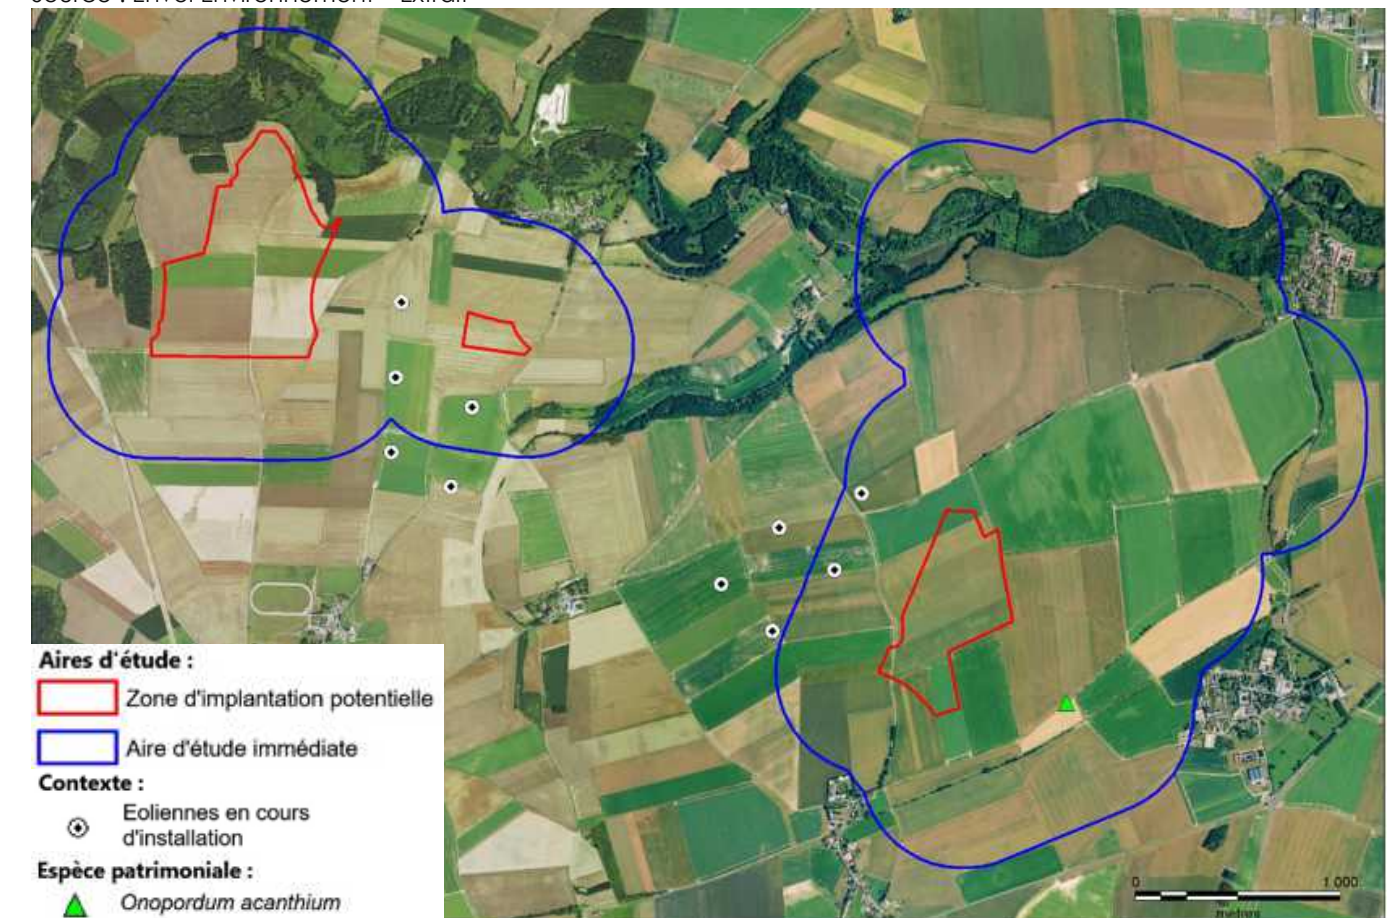 Aires d'étude :
Zone d'implantation potentielle
Aire d'étude immédiate
Contexte :
Eoliennes en cours
d'installation
Espèce patrimoniale :
Onopordum acanthium
0 1 000